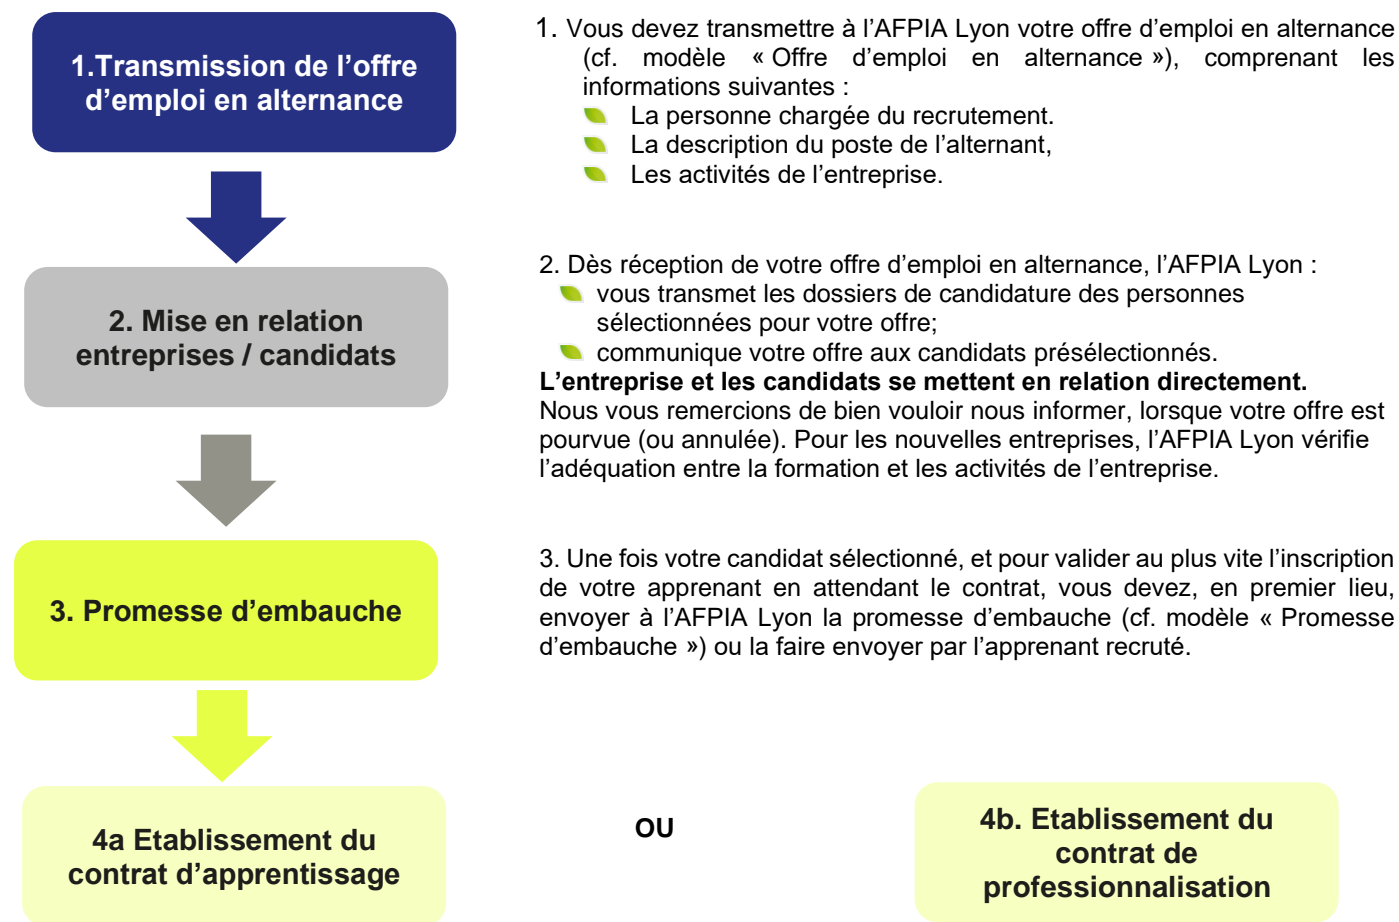 1.Transmission de l’offre
d’emploi en alternance
1. Vous devez transmettre à l’AFPIA Lyon votre offre d’emploi en alternance
(cf. modèle « Offre d’emploi en alternance »), comprenant les
informations suivantes :
La personne chargée du recrutement.
La description du poste de l’alternant,
Les activités de l’entreprise.
2. Mise en relation
entreprises / candidats
2. Dès réception de votre offre d’emploi en alternance, l’AFPIA Lyon :
vous transmet les dossiers de candidature des personnes
sélectionnées pour votre offre;
communique votre offre aux candidats présélectionnés.
L’entreprise et les candidats se mettent en relation directement.
Nous vous remercions de bien vouloir nous informer, lorsque votre offre est
pourvue (ou annulée). Pour les nouvelles entreprises, l’AFPIA Lyon vérifie
l’adéquation entre la formation et les activités de l’entreprise.
3. Promesse d’embauche
3. Une fois votre candidat sélectionné, et pour valider au plus vite l’inscription
de votre apprenant en attendant le contrat, vous devez, en premier lieu,
envoyer à l’AFPIA Lyon la promesse d’embauche (cf. modèle « Promesse
d’embauche ») ou la faire envoyer par l’apprenant recruté.
4a Etablissement du
contrat d’apprentissage
OU
4b. Etablissement du
contrat de
professionnalisation